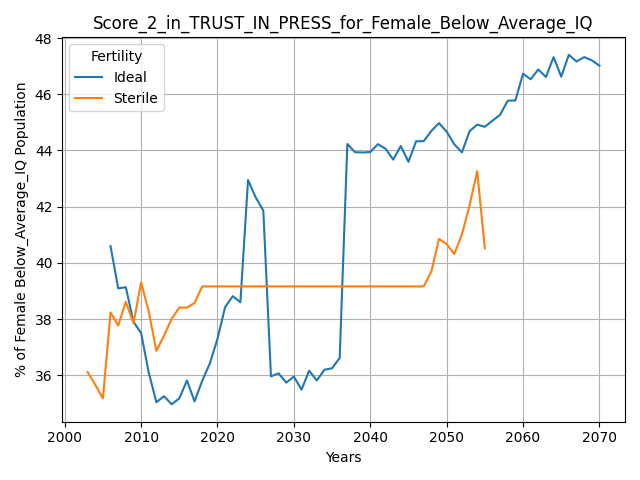 Score_2_in_TRUST_IN_PRESS_for_Female_Below_Average_IQ
% of Female Below_Average_IQ Population
48
46
44
42
40
38
36
Fertility
Ideal
Sterile
2000 2010 2020 2030 2040 2050 2060 2070
Years